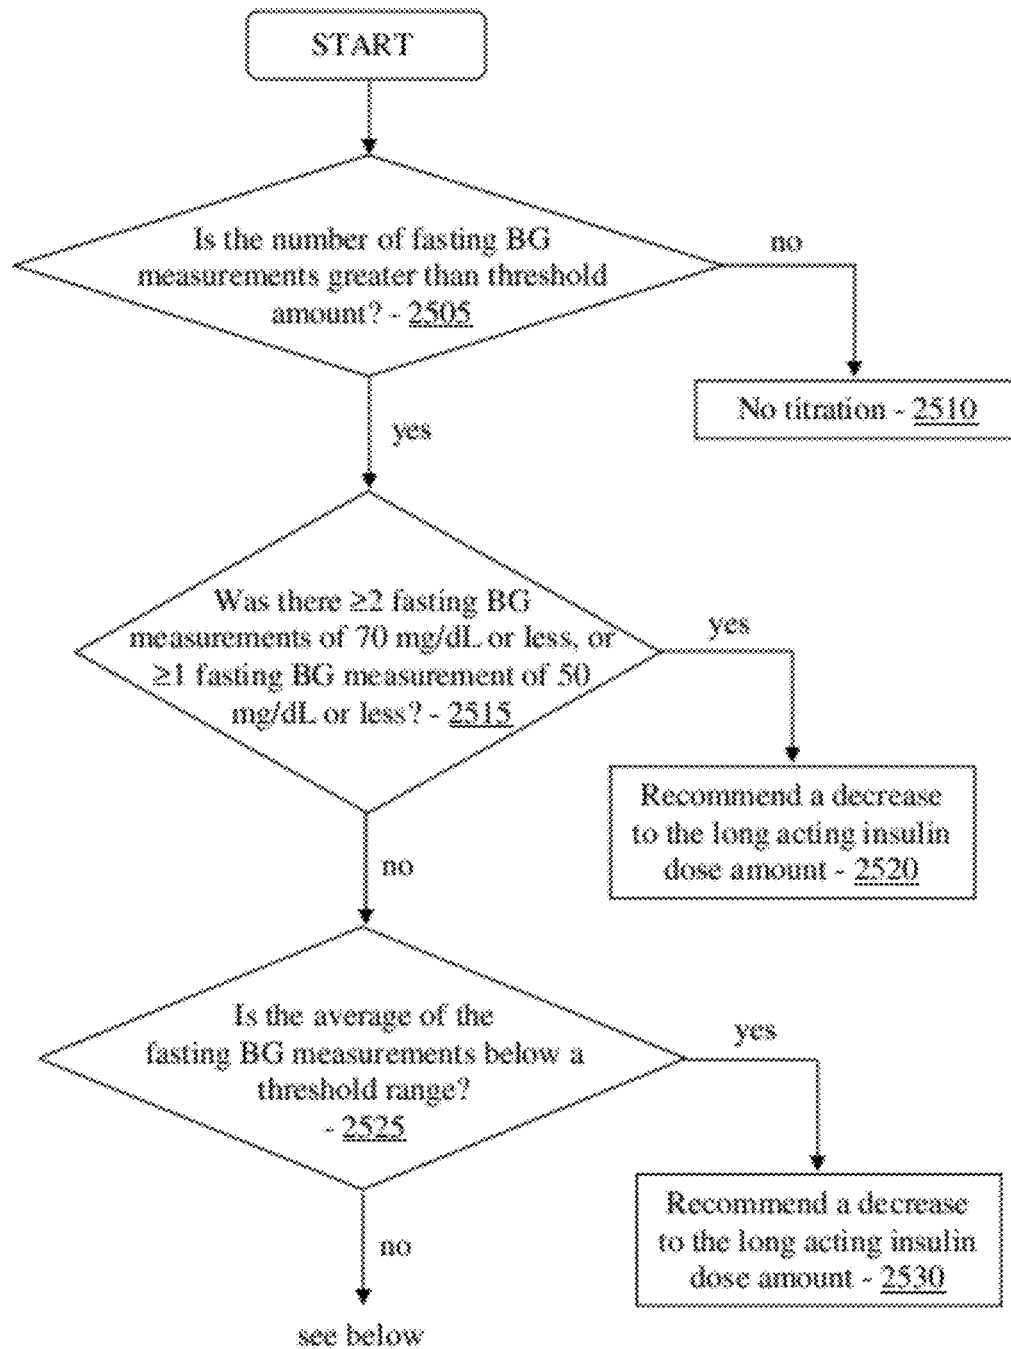 START
Is the number of fasting BG
measurements greater than threshold
amount? - 2505
no
No titration - 2510
yes
Was there ≥2 fasting BG
measurements of 70 mg/dL or less, or
≥1 fasting BG measurement of 50
mg/dL or less? - 2515
yes
Recommend a decrease
to the long acting insulin
dose amount - 2520
no
Is the average of the
fasting BG measurements below a
threshold range?
- 2525
yes
Recommend a decrease
to the long acting insulin
dose amount - 2530
no
see below